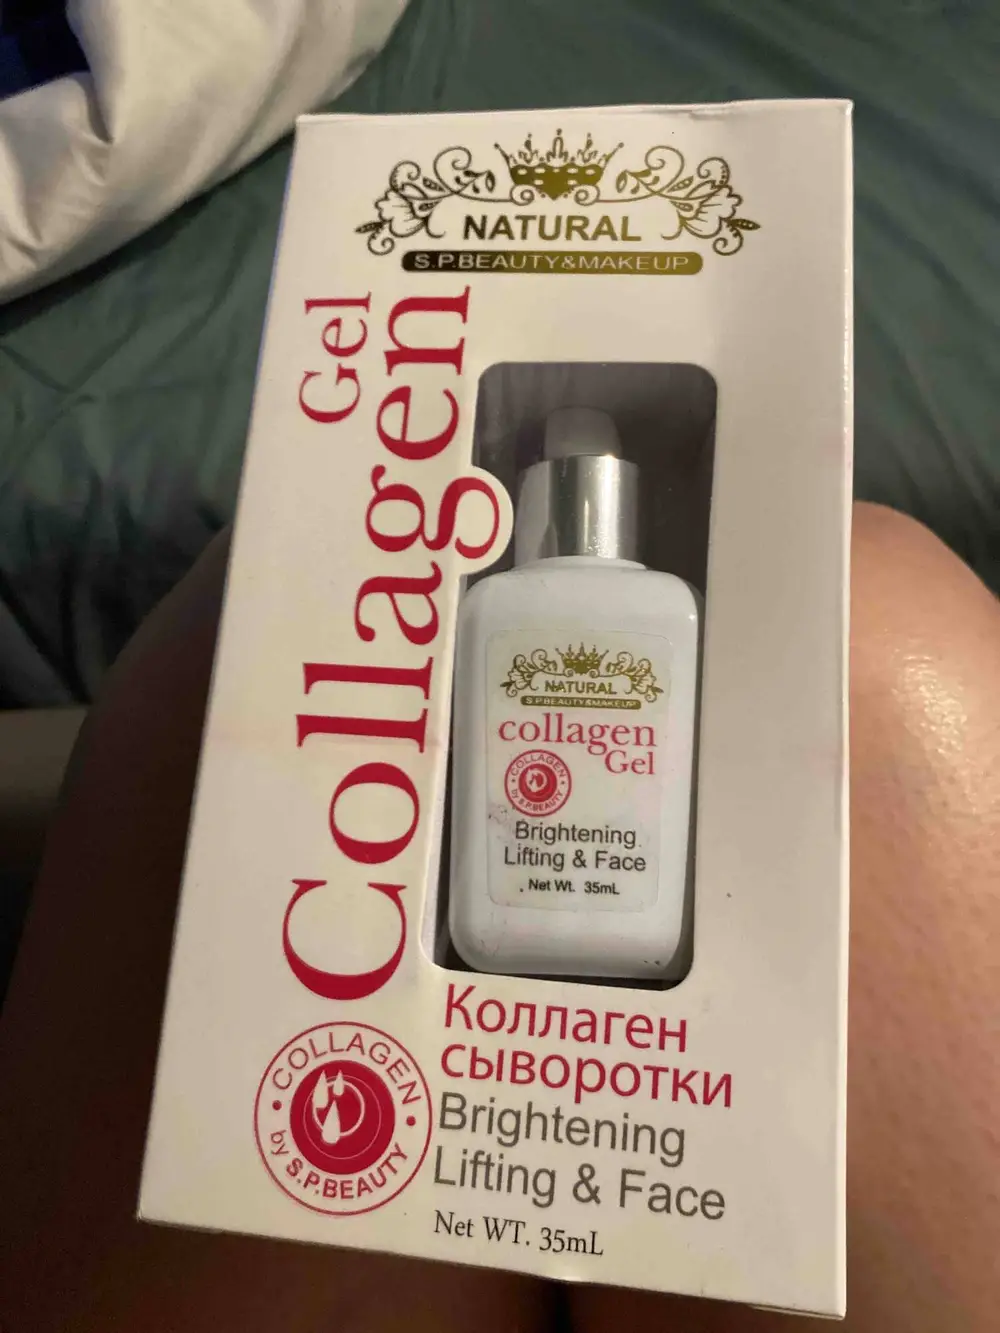 NATURAL
S.P.BEAUTY&MAKEUP
Collagen
Gel
NATURAL
S.P.BEAUTY&MAKEUP
collagen
Gel
COLLAGEN
by S.P.BEAUTY
Brightening
Lifting & Face
Net Wt. 35mL
Коллаген
сыворотки
COLLAGEN
by S.P.BEAUTY
Brightening
Lifting & Face
Net WT. 35mL